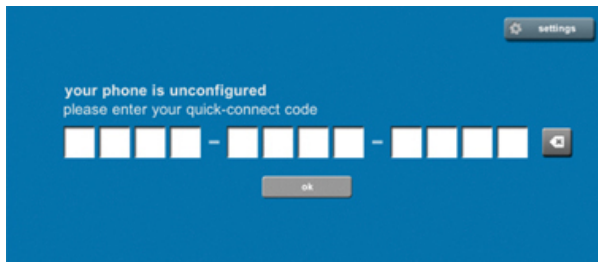 settings
your phone is unconfigured
please enter your quick-connect code
– –
ok